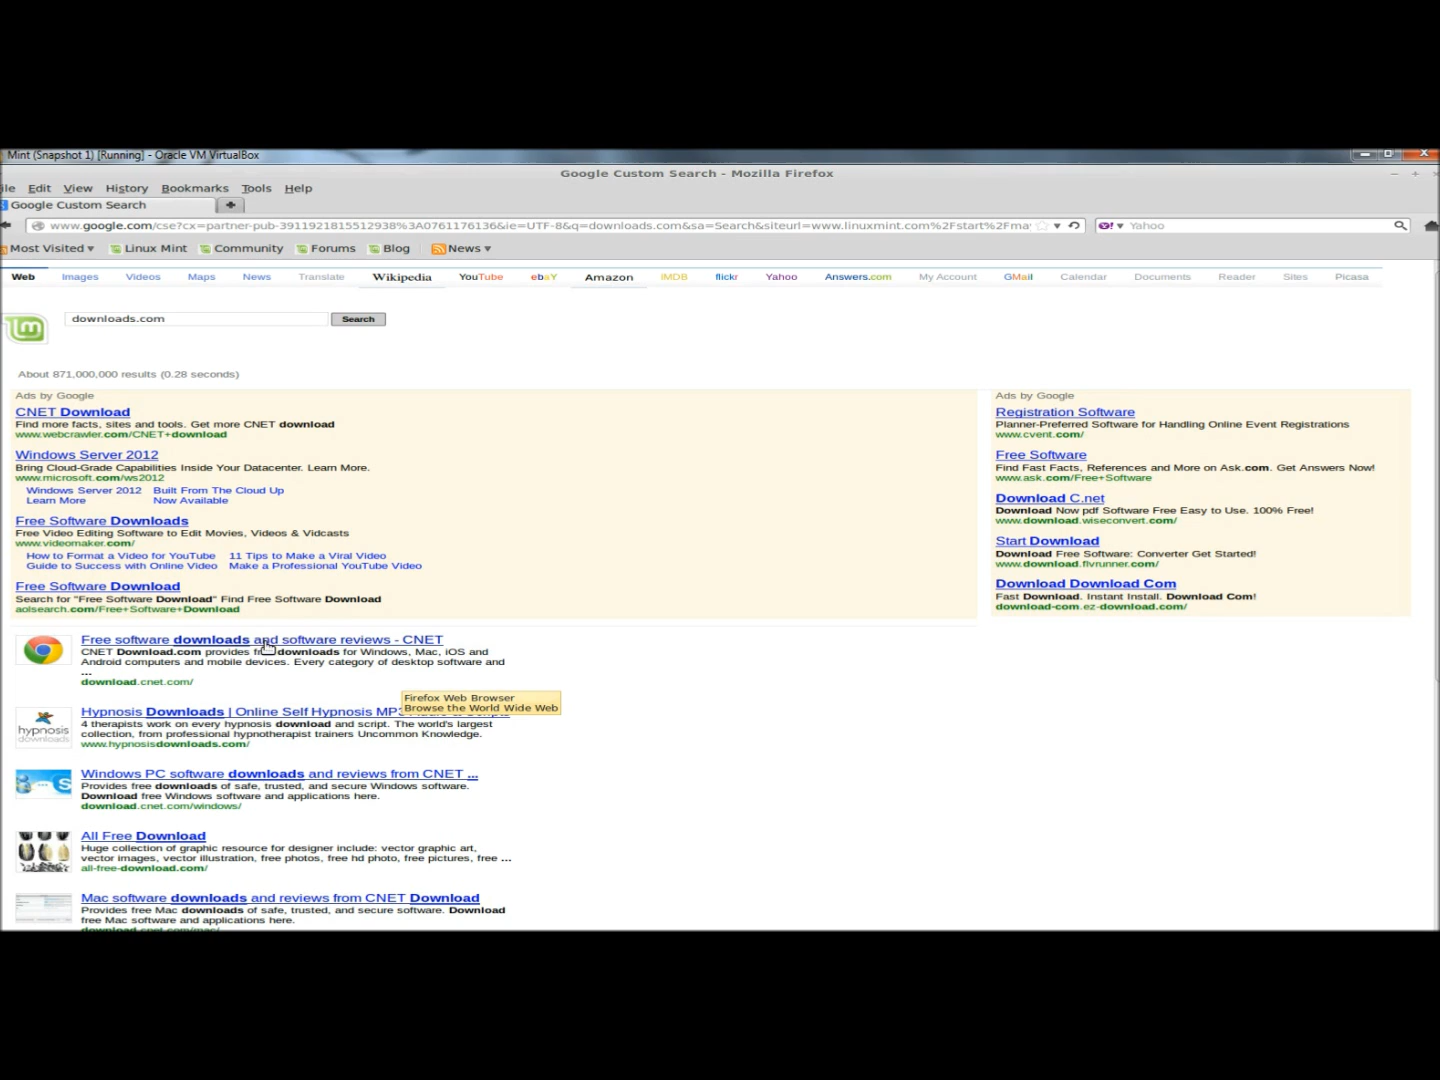 Mint (Snapshot 1) [Running] - Oracle VM VirtualBox
Google Custom Search - Mozilla Firefox
ile Edit View History Bookmarks Tools Help
Google Custom Search
www.google.com/cse?cx=partner-pub-3911921815512938%3A0761176136&ie=UTF-8&q=downloads.com&sa=Search&siteurl=www.linuxmint.com%2Fstart%2Fma
Yahoo
Most Visited Linux Mint Community Forums Blog News
Web Images Videos Maps News Translate Wikipedia YouTube ebaY Amazon IMDB flickr Yahoo Answers.com My Account GMail Calendar Documents Reader Sites Picasa
downloads.com Search
About 871,000,000 results (0.28 seconds)
Ads by Google
CNET Download
Find more facts, sites and tools. Get more CNET download
www.webcrawler.com/CNET+download
Windows Server 2012
Bring Cloud-Grade Capabilities Inside Your Datacenter. Learn More.
www.microsoft.com/ws2012
Windows Server 2012 Built From The Cloud Up
Learn More Now Available
Free Software Downloads
Free Video Editing Software to Edit Movies, Videos & Vidcasts
www.videomaker.com/
How to Format a Video for YouTube 11 Tips to Make a Viral Video
Guide to Success with Online Video Make a Professional YouTube Video
Free Software Download
Search for "Free Software Download" Find Free Software Download
aolsearch.com/Free+Software+Download
Ads by Google
Registration Software
Planner-Preferred Software for Handling Online Event Registrations
www.cvent.com/
Free Software
Find Fast Facts, References and More on Ask.com. Get Answers Now!
www.ask.com/Free+Software
Download C.net
Download Now pdf Software Free Easy to Use. 100% Free!
www.download.wiseconvert.com/
Start Download
Download Free Software: Converter Get Started!
www.download.flvrunner.com/
Download Download Com
Fast Download. Instant Install. Download Com!
download-com.ez-download.com/
Free software downloads and software reviews - CNET
CNET Download.com provides downloads for Windows, Mac, iOS and
Android computers and mobile devices. Every category of desktop software and
...
download.cnet.com/
Firefox Web Browser
Browse the World Wide Web
Hypnosis Downloads | Online Self Hypnosis
4 therapists work on every hypnosis download and script. The world's largest
collection, from professional hypnotherapist trainers Uncommon Knowledge.
www.hypnosisdownloads.com/
hypnosis
downloads
Windows PC software downloads and reviews from CNET ...
Provides free downloads of safe, trusted, and secure Windows software.
Download free Windows software and applications here.
download.cnet.com/windows/
All Free Download
Huge collection of graphic resource for designer include: vector graphic art,
vector images, vector illustration, free photos, free hd photo, free pictures, free ...
all-free-download.com/
Mac software downloads and reviews from CNET Download
Provides free Mac downloads of safe, trusted, and secure software. Download
free Mac software and applications here.
download.cnet.com/mac/